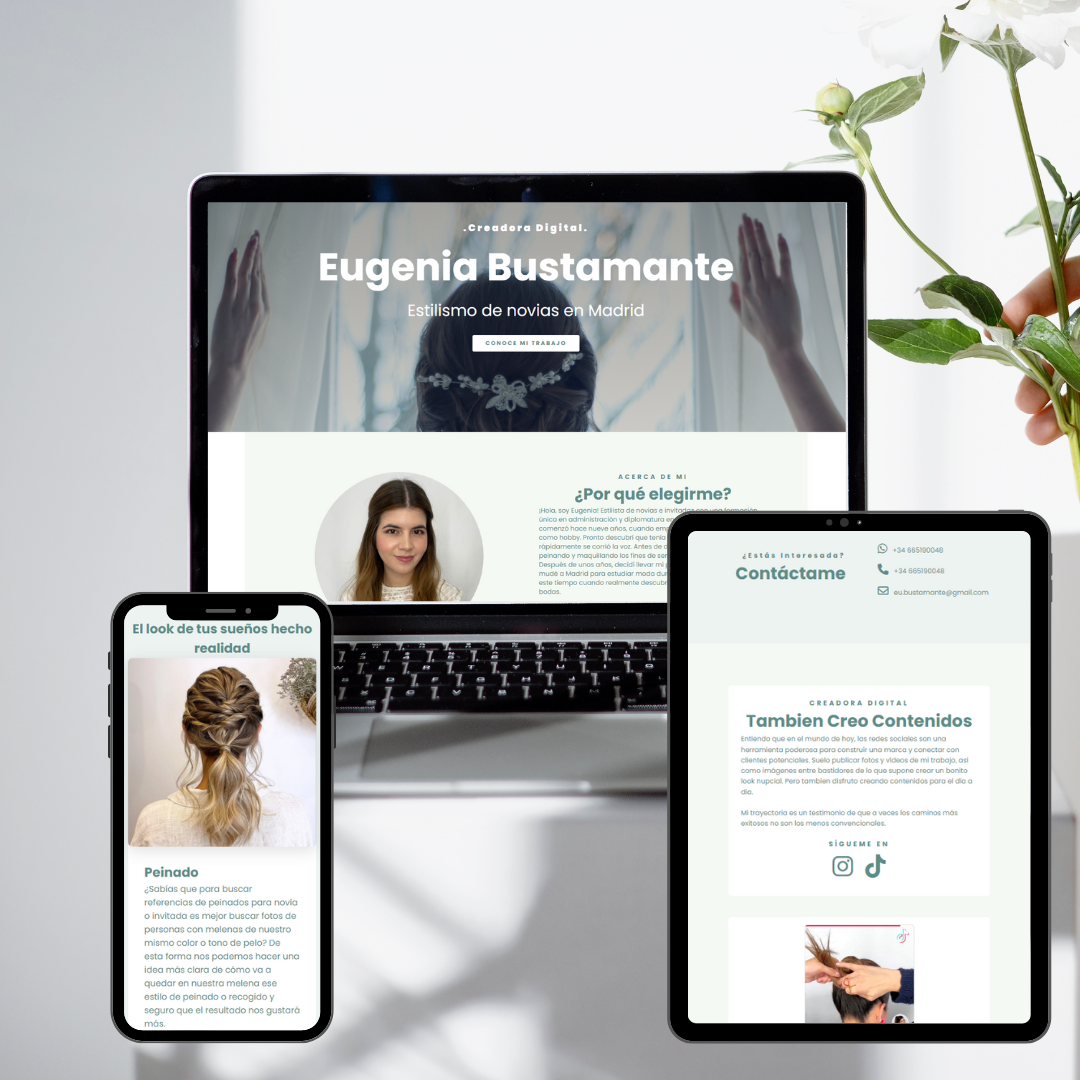 .Creadora Digital.
Eugenia Bustamante
Estilismo de novias en Madrid
CONOCE MI TRABAJO
ACERCA DE MI
¿Por qué elegirme?
¡Hola, soy Eugenia! Estilista de novias e invitadas con una formación
única en administración y diplomatura en
comenzó hace nueve años, cuando
como hobby. Pronto descubrí que tenía
rápidamente se corrió la voz. Antes de
peinando y maquillando los fines de
Después de unos años, decidí llevar mi
mudé a Madrid para estudiar moda
este tiempo cuando realmente
bodas.
El look de tus sueños hecho
realidad
Peinado
¿Sabías que para buscar
referencias de peinados para novia
o invitada es mejor buscar fotos de
personas con melenas de nuestro
mismo color o tono de pelo? De
esta forma nos podemos hacer una
idea más clara de cómo va a
quedar en nuestra melena ese
estilo de peinado o recogido y
seguro que el resultado nos gustará
más.
¿Estás Interesada?
Contáctame
+34 665190048
+34 665190048
eu.bustamante@gmail.com
CREADORA DIGITAL
Tambien Creo Contenidos
Entiendo que en el mundo de hoy, las redes sociales son una
herramienta poderosa para construir una marca y conectar con
clientes potenciales. Suelo publicar fotos y vídeos de mi trabajo, así
como imágenes entre bastidores de lo que supone crear un bonito
look nupcial. Pero tambien disfruto creando contenidos para el día a
día.
Mi trayectoria es un testimonio de que a veces los caminos más
exitosos no son los menos convencionales.
SÍGUEME EN